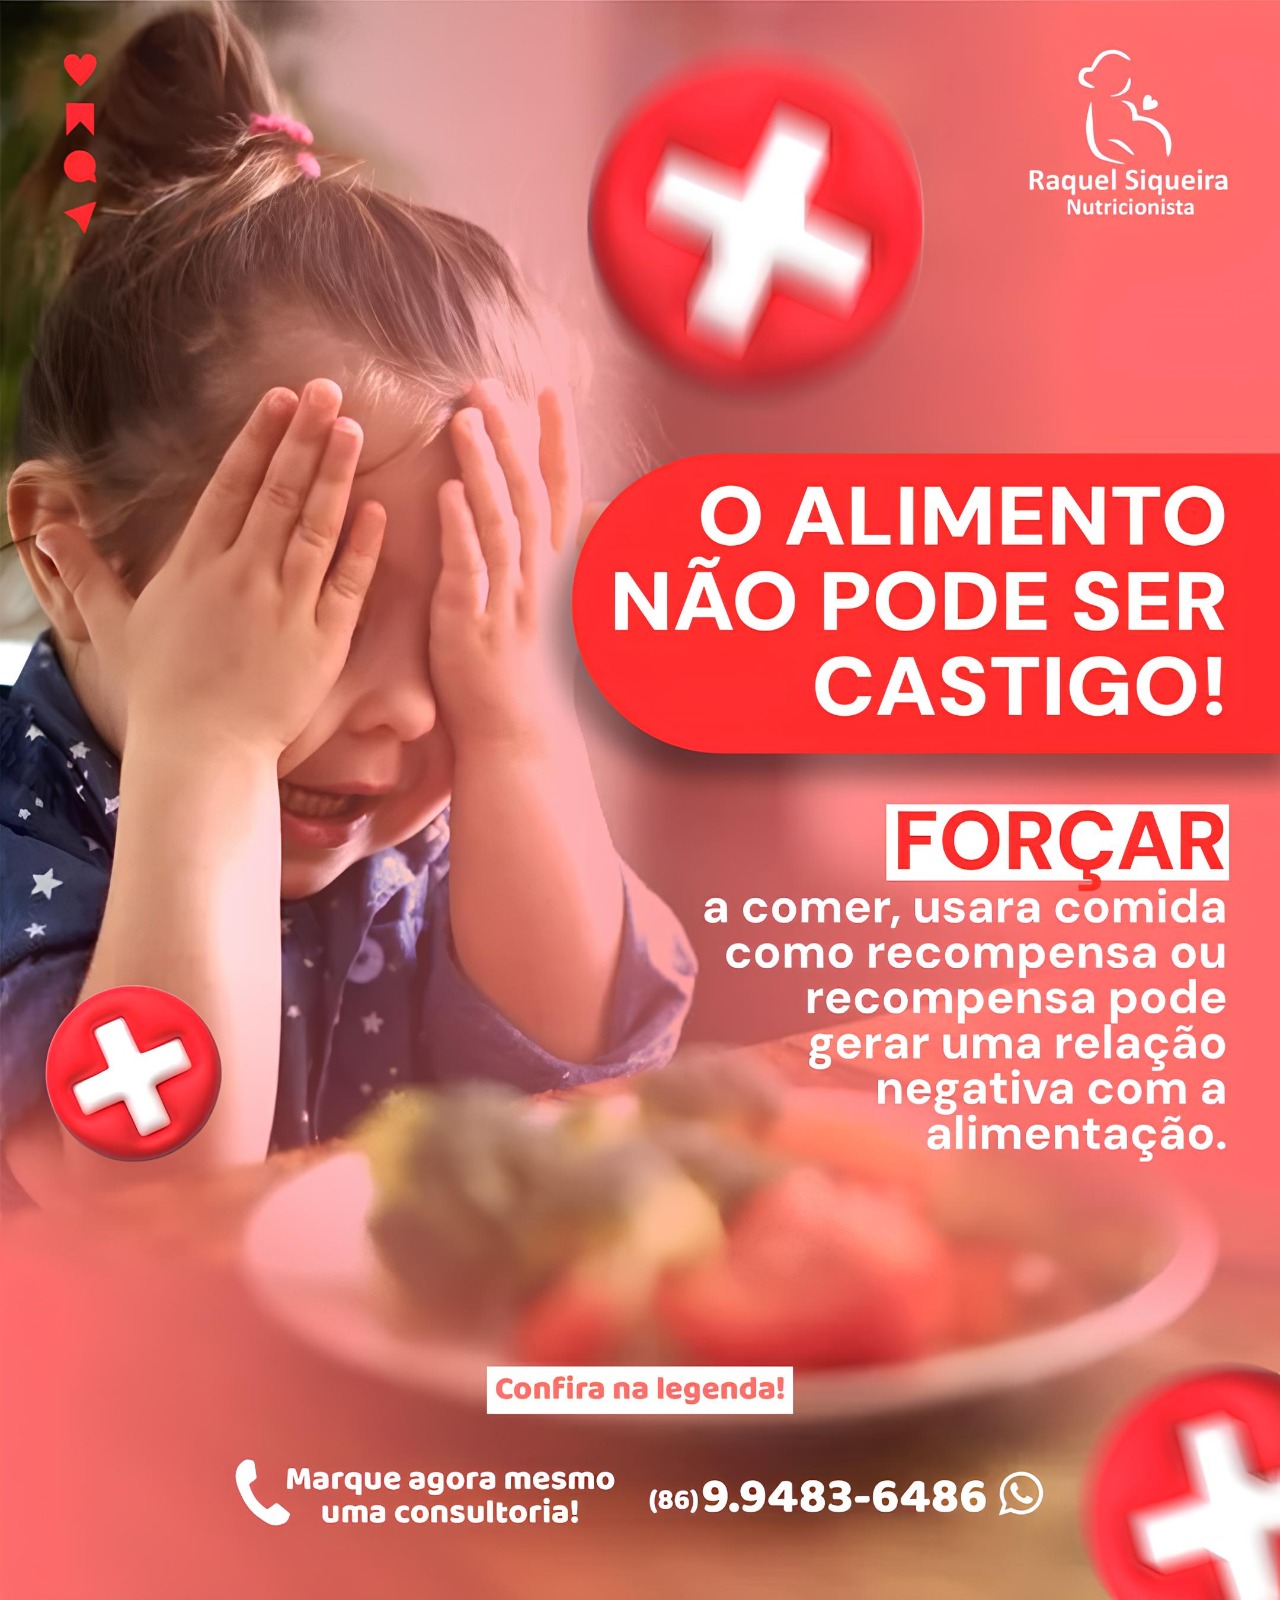 Raquel Siqueira
Nutricionista
O ALIMENTO
NÃO PODE SER
CASTIGO!
FORÇAR
a comer, usara comida
como recompensa ou
recompensa pode
gerar uma relação
negativa com a
alimentação.
Confira na legenda!
Marque agora mesmo
uma consultoria!
(86) 9.9483-6486